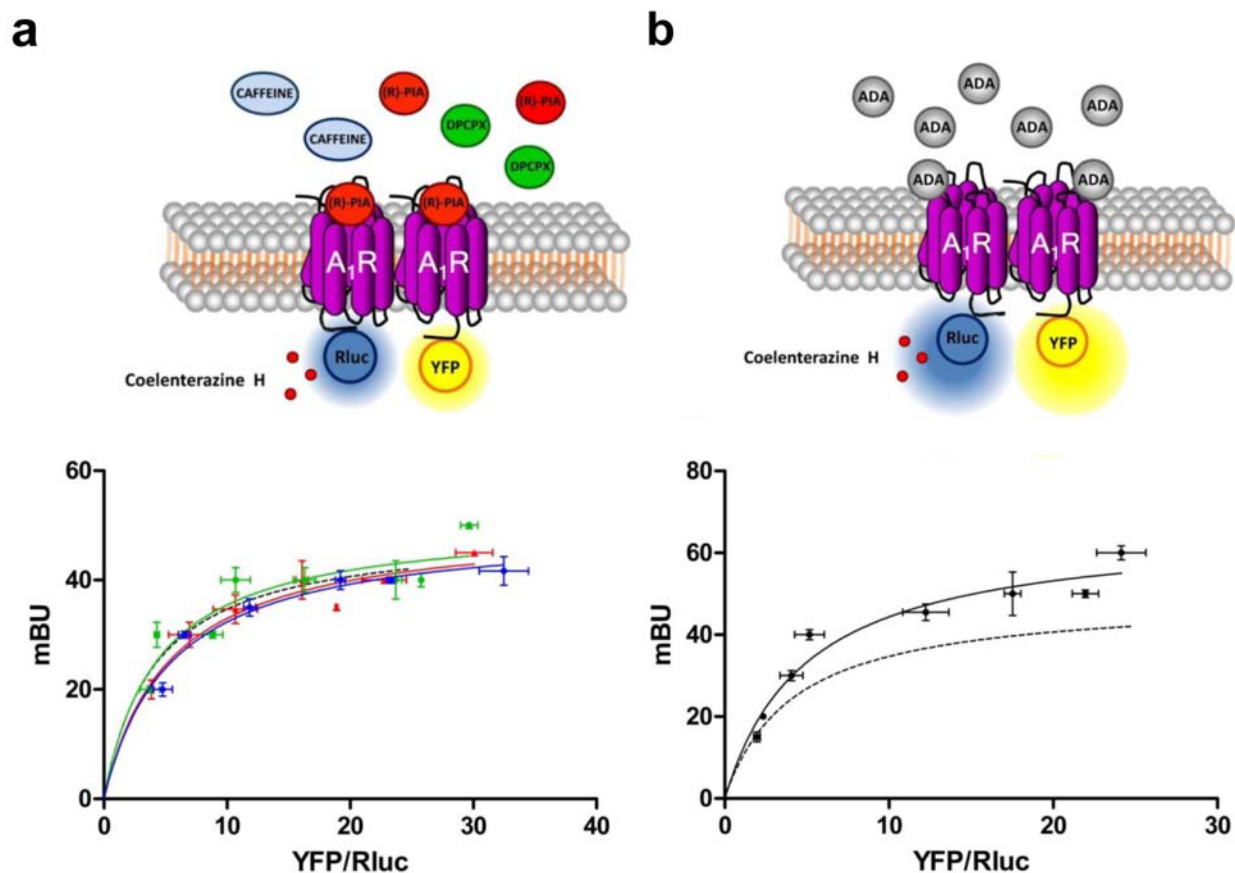 a
CAFFEINE
(R)-PIA
(R)-PIA
CAFFEINE
DPCPX
DPCPX
(R)-PIA
(R)-PIA
A1R
A1R
Rluc
YFP
Coelenterazine H
60
40
20
0
mBU
0
10
20
30
40
YFP/Rluc
b
ADA
ADA
ADA
ADA
ADA
ADA
ADA
A1R
A1R
Rluc
YFP
Coelenterazine H
80
60
40
20
0
mBU
0
10
20
30
YFP/Rluc